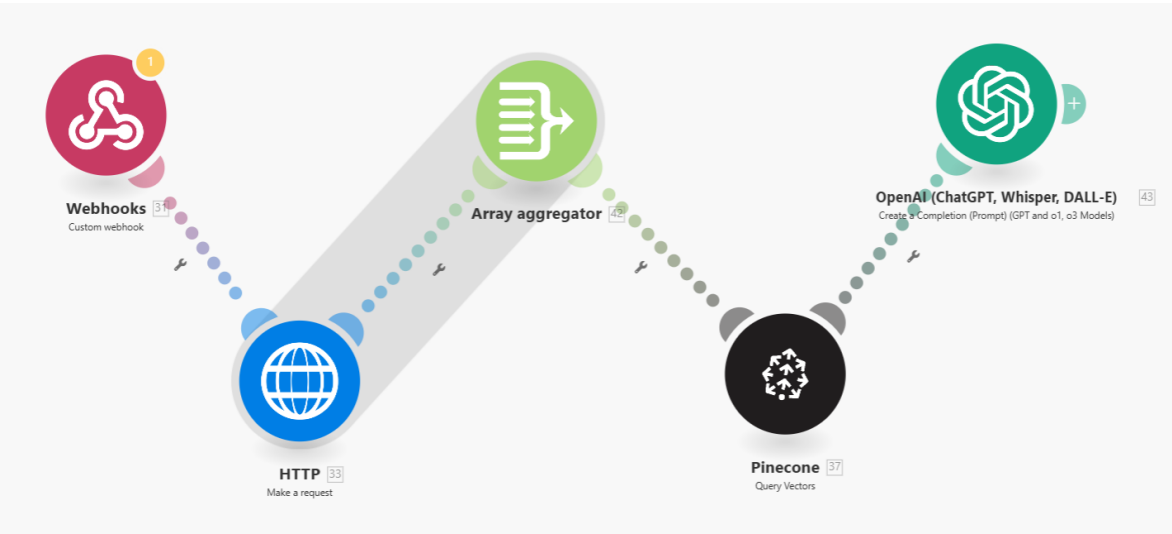 1
Webhooks 31
Custom webhook
HTTP 33
Make a request
Array aggregator 42
Pinecone 37
Query Vectors
+
OpenAI (ChatGPT, Whisper, DALL-E) 43
Create a Completion (Prompt) (GPT and o1, o3 Models)